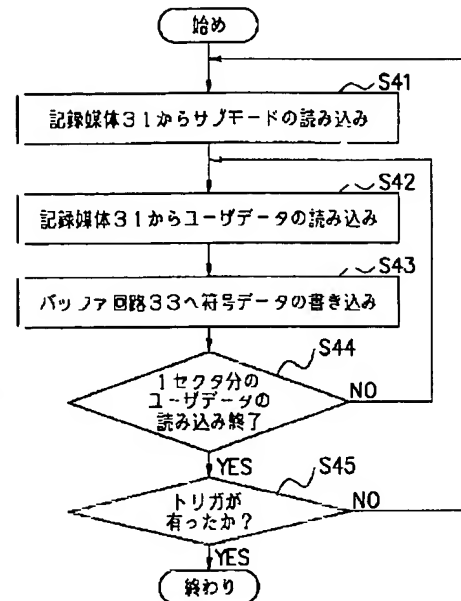 始め
S41
記録媒体31からサブモードの読み込み
S42
記録媒体31からユーザデータの読み込み
S43
バッファ回路33へ符号データの書き込み
S44
1セクタ分の
ユーザデータの
読み込み終了
NO
YES
S45
トリガが
有ったか?
NO
YES
終わり